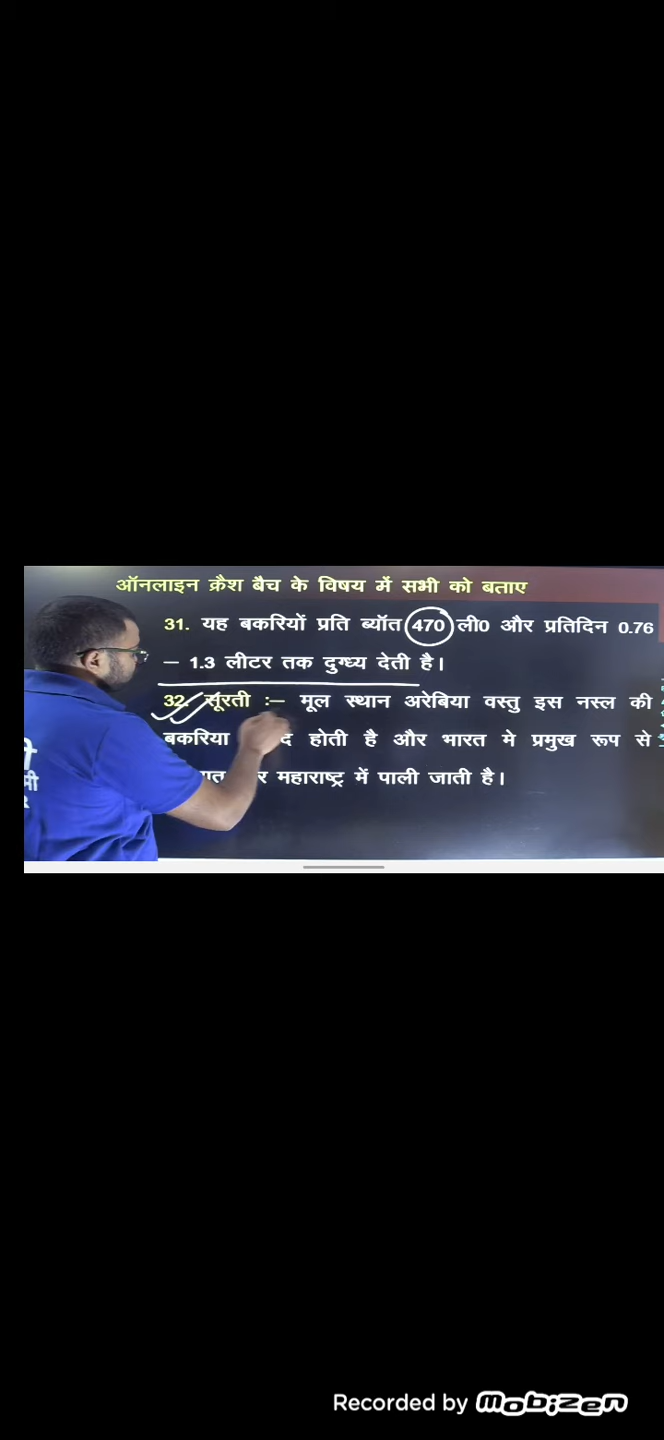 ऑनलाइन क्रैश बैच के विषय में सभी को बताए
31. यह बकरियों प्रति ब्यॉत 470 ली0 और प्रतिदिन 0.76
– 1.3 लीटर तक दुग्ध्य देती है।
32. सूरती :– मूल स्थान अरेबिया वस्तु इस नस्ल की
बकरिया होती है और भारत मे प्रमुख रूप से
महाराष्ट्र में पाली जाती है।
Recorded by Mobizen